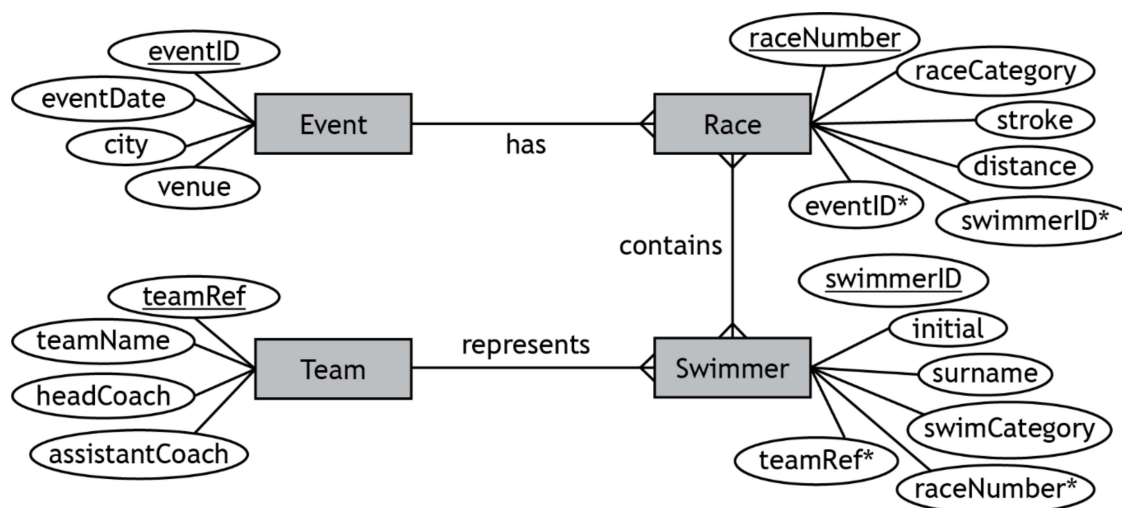 eventID
eventDate
city
venue
Event
has
Race
raceNumber
raceCategory
stroke
distance
swimmerID*
eventID*
contains
teamRef
teamName
headCoach
assistantCoach
Team
represents
Swimmer
swimmerID
initial
surname
swimCategory
raceNumber*
teamRef*